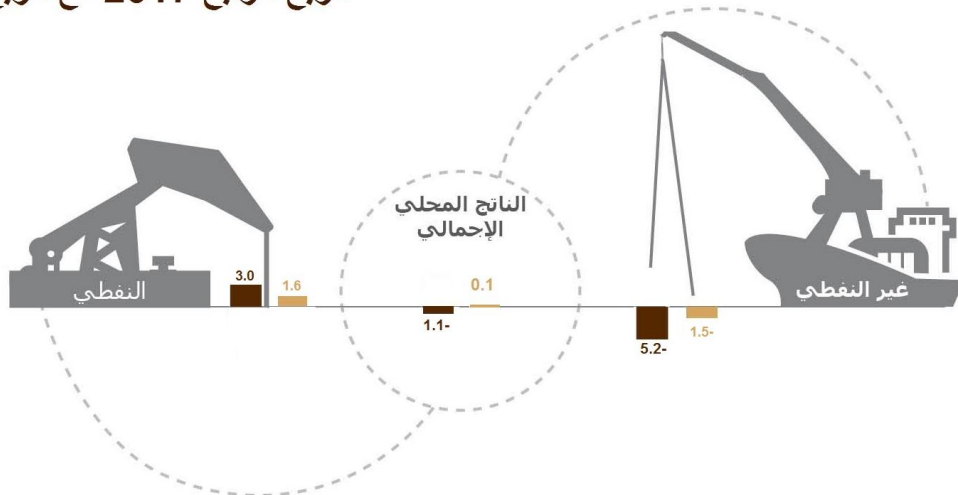 الناتج المحلي
الإجمالي
غير النفطي
1.5-
5.2-
0.1
1.1-
1.6
3.0
النفطي